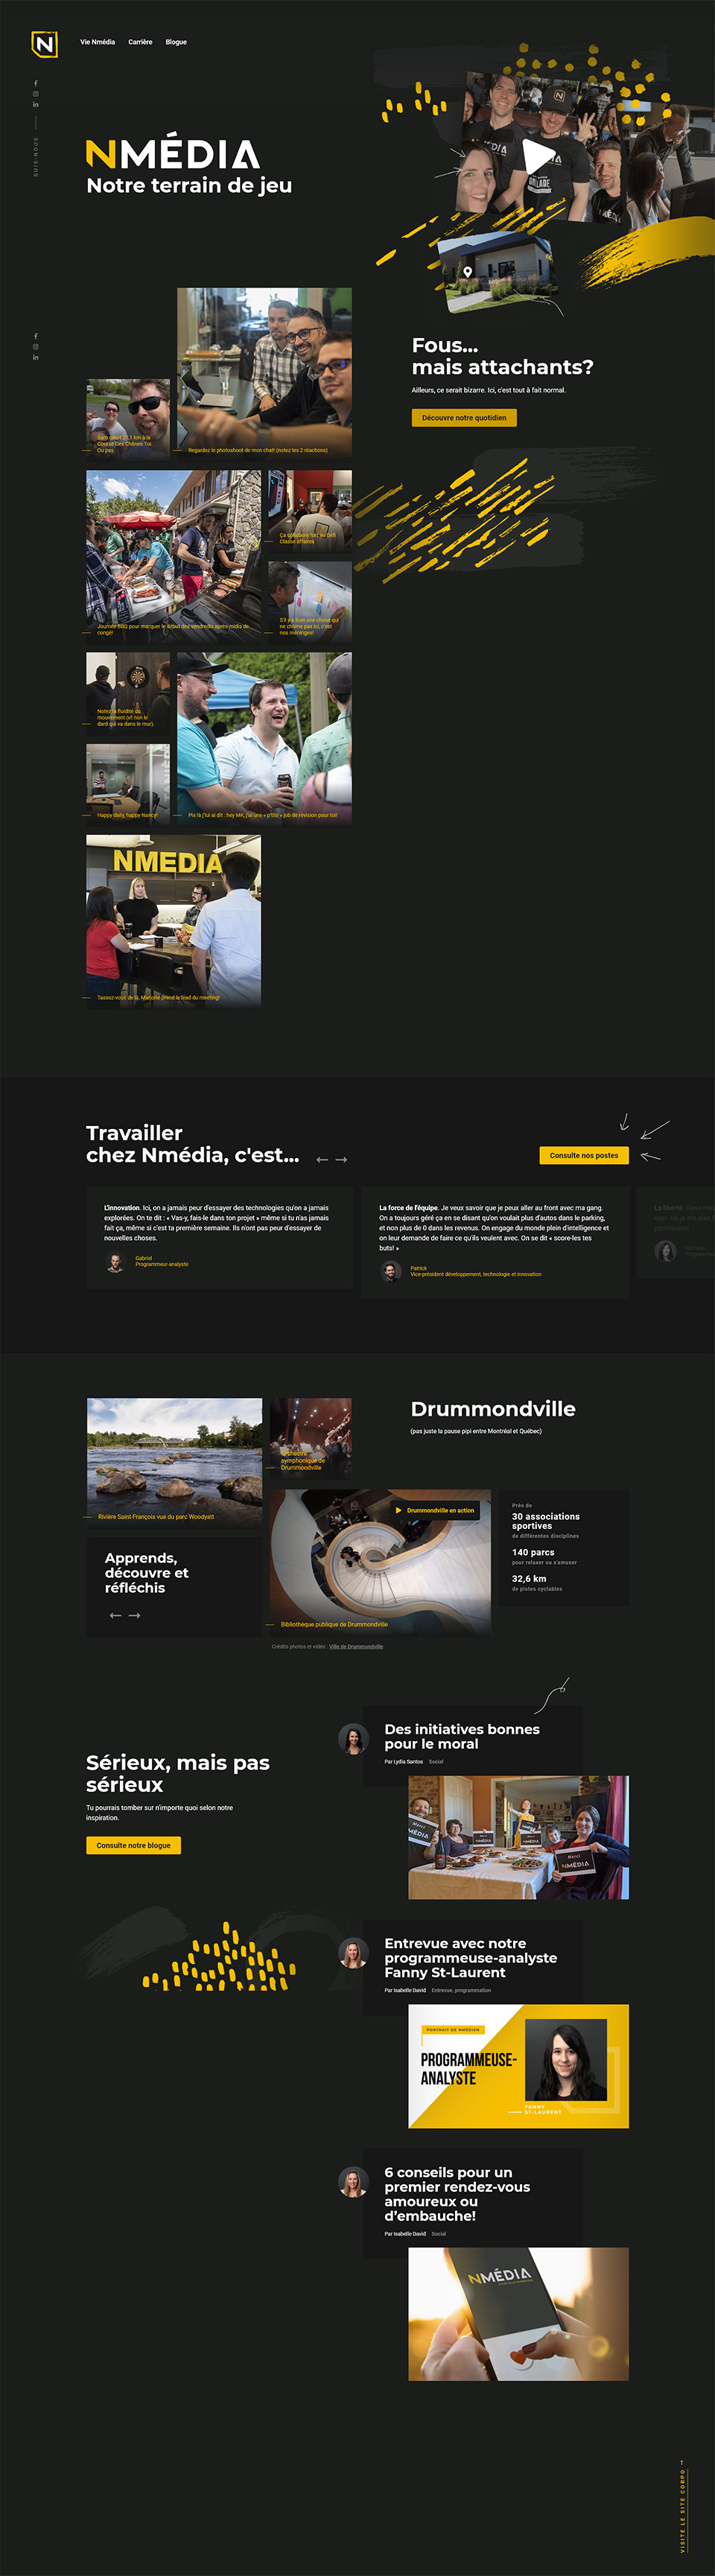 N
Vie Nmédia Carrière Blogue
SUIS-NOUS
NMÉDIA
Notre terrain de jeu
Fous...
mais attachants?
Ailleurs, ce serait bizarre. Ici, c'est tout à fait normal.
Découvre notre quotidien
Course Des Chênes-Toi.
Ou pas.
Regardez le photoshoot de mon chat! (notez les 2 réactions)
Ça collabore fort au défi
Classe affaires
Journée BBQ pour marquer le début des vendredis après-midis de
congé!
S'il y a bien une chose qui
ne chôme pas ici, c'est
nos méninges!
Notez la fluidité du
mouvement (et non le
dard qui va dans le mur).
Happy daily, happy Nancy!
Pis là j'lui ai dit : hey MK, j'ai une « p'tite » job de révision pour toi!
NMEDIA
Tassez-vous de là, Marjorie prend le lead du meeting!
Travailler
chez Nmédia, c'est...
Consulte nos postes
L'innovation. Ici, on a jamais peur d'essayer des technologies qu'on a jamais
explorées. On te dit : « Vas-y, fais-le dans ton projet » même si tu n'as jamais
fait ça, même si c'est ta première semaine. Ils n'ont pas peur d'essayer de
nouvelles choses.
Gabriel
Programmeur-analyste
La force de l'équipe. Je veux savoir que je peux aller au front avec ma gang.
On a toujours géré ça en se disant qu'on voulait plus d'autos dans le parking,
et non plus de 0 dans les revenus. On engage du monde plein d'intelligence et
on leur demande de faire ce qu'ils veulent avec. On se dit « score-les tes
buts! »
Patrick
Vice-président développement, technologie et innovation
La liberté.
Drummondville
(pas juste la pause pipi entre Montréal et Québec)
Orchestre
symphonique de
Drummondville
Rivière Saint-François vue du parc Woodyatt
Drummondville en action
Près de
30 associations
sportives
de différentes disciplines
140 parcs
pour relaxer ou s'amuser
32,6 km
de pistes cyclables
Apprends,
découvre et
réfléchis
Bibliothèque publique de Drummondville
Crédits photos et vidéo : Ville de Drummondville
Sérieux, mais pas
sérieux
Tu pourrais tomber sur n'importe quoi selon notre
inspiration.
Consulte notre blogue
Des initiatives bonnes
pour le moral
Par Lydia Santos Social
Merci
NMÉDIA
Entrevue avec notre
programmeuse-analyste
Fanny St-Laurent
Par Isabelle David Entrevue, programmation
PORTRAIT DE NMÉDIEN
PROGRAMMEUSE-
ANALYSTE
FANNY
ST-LAURENT
6 conseils pour un
premier rendez-vous
amoureux ou
d'embauche!
Par Isabelle David Social
NMÉDIA
VISITE LE SITE CORPO →